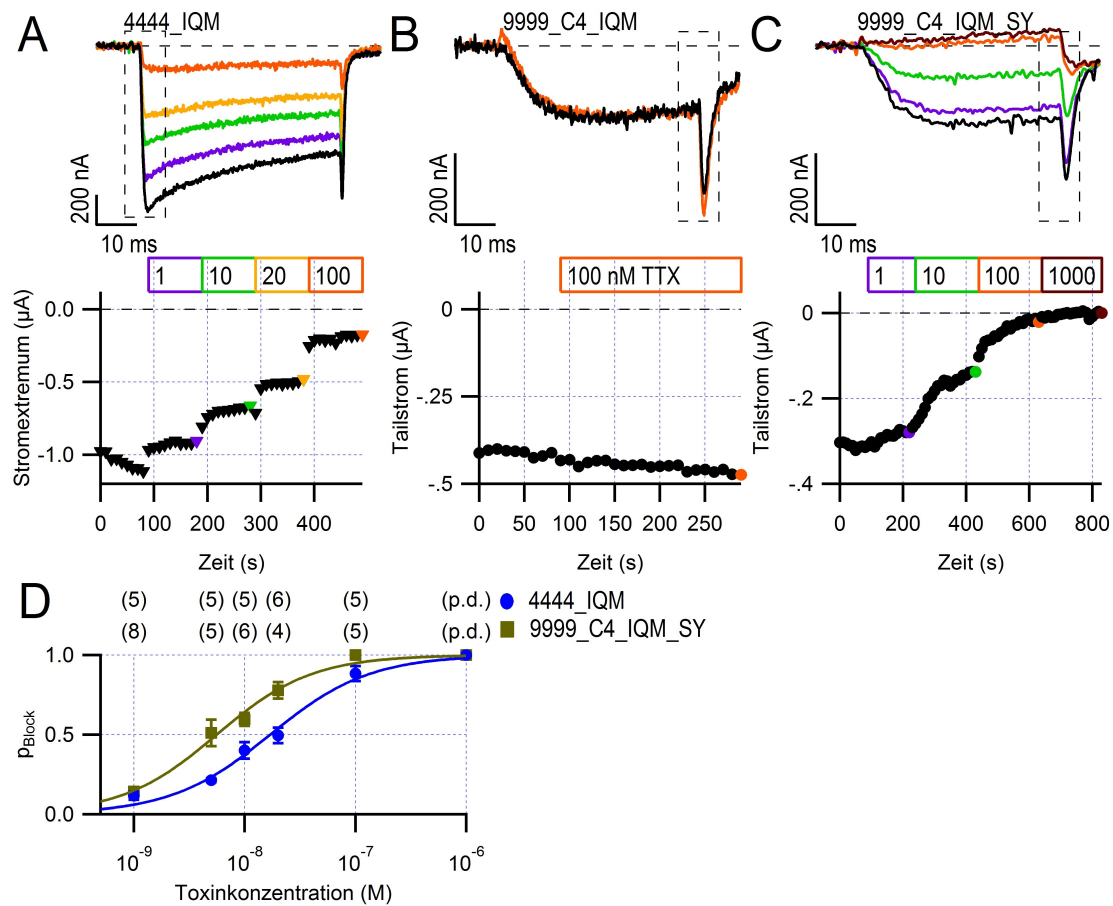 A
4444_IQM
200 nA
10 ms
1 10 20 100
0.0
-0.5
-1.0
Stromextremum (µA)
0 100 200 300 400
Zeit (s)
B
9999_C4_IQM
200 nA
10 ms
100 nM TTX
0
-.25
-.5
Tailstrom (µA)
0 50 100 150 200 250
Zeit (s)
C
9999_C4_IQM_SY
200 nA
10 ms
1 10 100 1000
0
-.2
-.4
Tailstrom (µA)
0 200 400 600 800
Zeit (s)
D
(5) (5) (5) (6) (5) (p.d.) 4444_IQM
(8) (5) (6) (4) (5) (p.d.) 9999_C4_IQM_SY
1.0
0.5
0.0
pBlock
10-9 10-8 10-7 10-6
Toxinkonzentration (M)